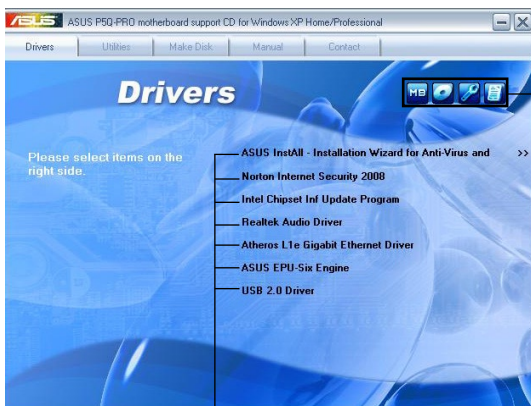 ASUS P5Q-PRO motherboard support CD for Windows XP Home/Professional
Drivers
Utilities
Make Disk
Manual
Contact
Drivers
MB
Please select items on the
right side.
ASUS InstAll - Installation Wizard for Anti-Virus and >>
Norton Internet Security 2008
Intel Chipset Inf Update Program
Realtek Audio Driver
Atheros L1e Gigabit Ethernet Driver
ASUS EPU-Six Engine
USB 2.0 Driver